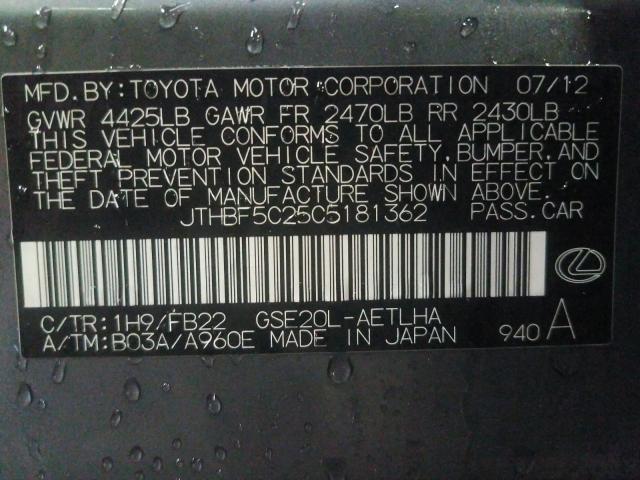 MFD.BY:TOYOTA MOTOR CORPORATION 07/12
GVWR 4425LB GAWR FR 2470LB RR 2430LB
THIS VEHICLE CONFORMS TO ALL APPLICABLE
FEDERAL MOTOR VEHICLE SAFETY,BUMPER,AND
THEFT PREVENTION STANDARDS IN EFFECT ON
THE DATE OF MANUFACTURE SHOWN ABOVE.
JTHBF5C25C5181362 PASS.CAR
C/TR:1H9/FB22 GSE20L-AETLHA
A/TM:B03A/A960E MADE IN JAPAN 940 A